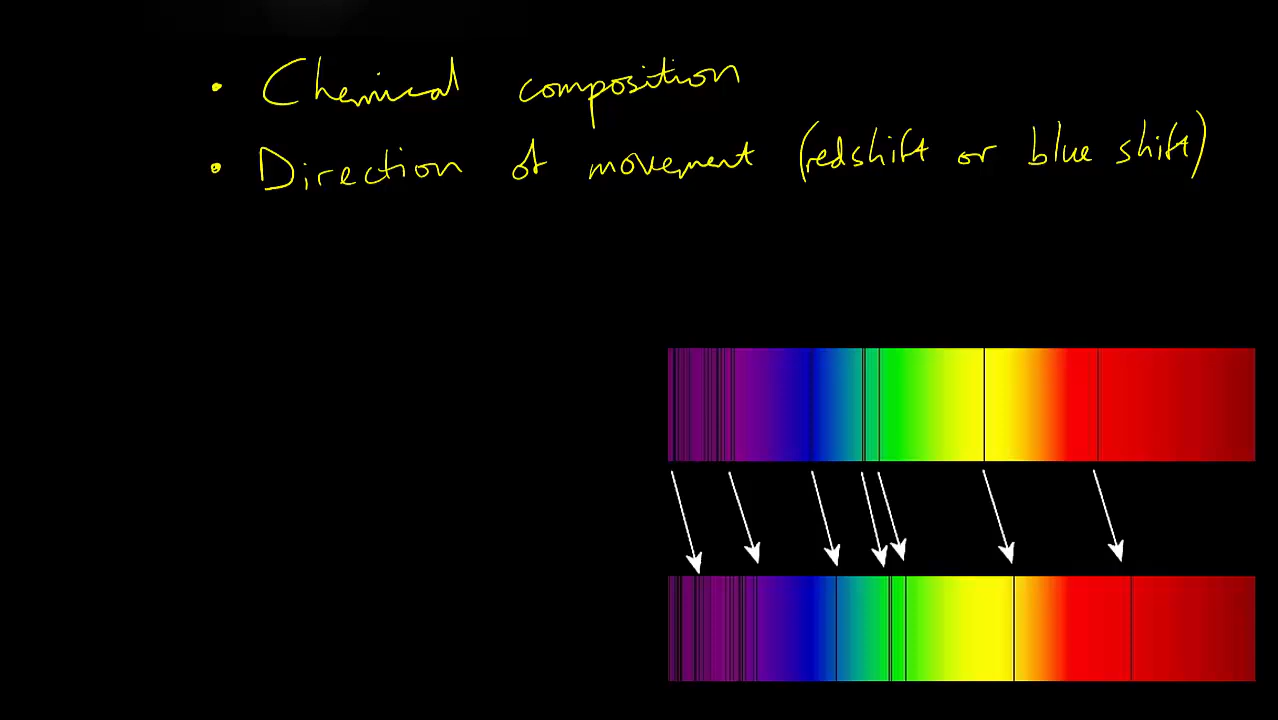 • Chemical composition
• Direction of movement (redshift or blue shift)